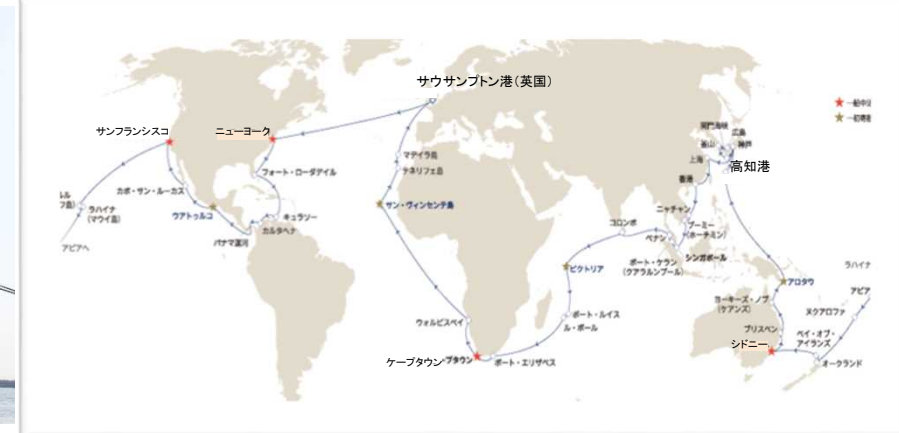 サウサンプトン港（英国）
サンフランシスコ
ニューヨーク
フォート・ローダデイル
カボ・サン・ルーカス
ラハイナ
(マウイ島)
アピアへ
ウアトゥルコ
パナマ運河
カルタヘナ
キュラソー
マデイラ島
テネリフェ島
サン・ヴィンセンテ島
ウォルビスベイ
ケープタウン
ポート・エリザベス
ポート・ルイス
ル・ポール
ビクトリア
コロンボ
ペナン
ポート・ケラン
(クアラルンプール)
シンガポール
プーミー
(ホーチミン)
ニャチャン
香港
上海
釜山
関門海峡
広島
神戸
高知港
アロタウ
ヨーキーズ・ノブ
(ケアンズ)
ブリスベン
シドニー
ベイ・オブ・
アイランズ
オークランド
ヌクアロファ
アピア
ラハイナ